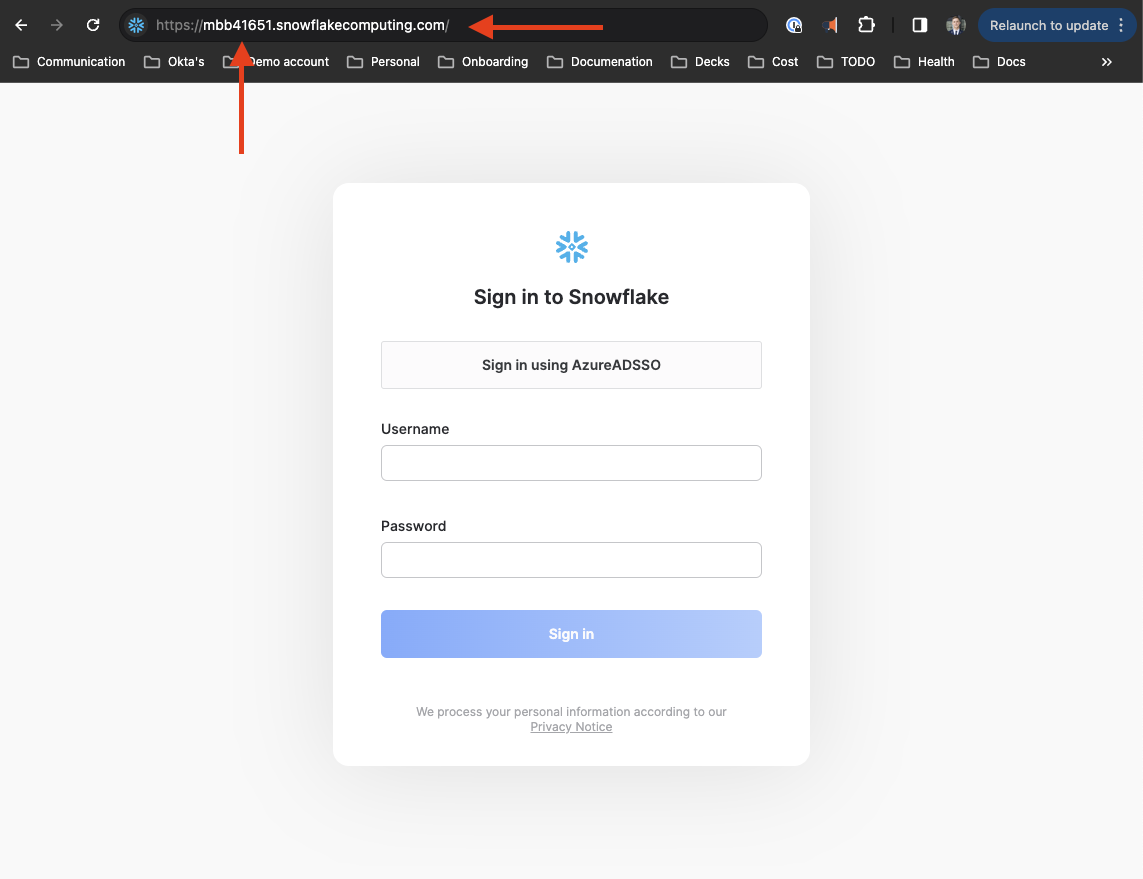 https://mbb41651.snowflakecomputing.com/
Relaunch to update
Communication Okta's Demo account Personal Onboarding Documenation Decks Cost TODO Health Docs
Sign in to Snowflake
Sign in using AzureADSSO
Username
Password
Sign in
We process your personal information according to our
Privacy Notice